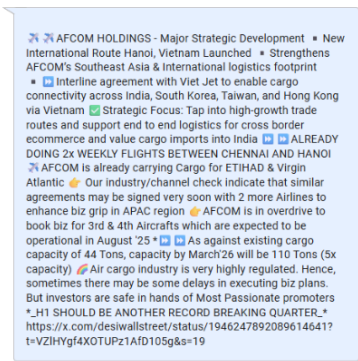 ✈️ ✈️ AFCOM HOLDINGS - Major Strategic Development ▪️ New
International Route Hanoi, Vietnam Launched ▪️ Strengthens
AFCOM's Southeast Asia & International logistics footprint
▪️ ⏩ Interline agreement with Viet Jet to enable cargo
connectivity across India, South Korea, Taiwan, and Hong Kong
via Vietnam ✅ Strategic Focus: Tap into high-growth trade
routes and support end to end logistics for cross border
ecommerce and value cargo imports into India ⏩ ⏩ ALREADY
DOING 2x WEEKLY FLIGHTS BETWEEN CHENNAI AND HANOI
✈️ AFCOM is already carrying Cargo for ETIHAD & Virgin
Atlantic 👉 Our industry/channel check indicate that similar
agreements may be signed very soon with 2 more Airlines to
enhance biz grip in APAC region 👉 AFCOM is in overdrive to
book biz for 3rd & 4th Aircrafts which are expected to be
operational in August '25 * ⏩ ⏩ As against existing cargo
capacity of 44 Tons, capacity by March'26 will be 110 Tons (5x
capacity) 🌈 Air cargo industry is very highly regulated. Hence,
sometimes there may be some delays in executing biz plans.
But investors are safe in hands of Most Passionate promoters
*_H1 SHOULD BE ANOTHER RECORD BREAKING QUARTER_*
https://x.com/desiwallstreet/status/1946247892089614641?
t=VZlHYgf4XOTUPz1AfD105g&s=19